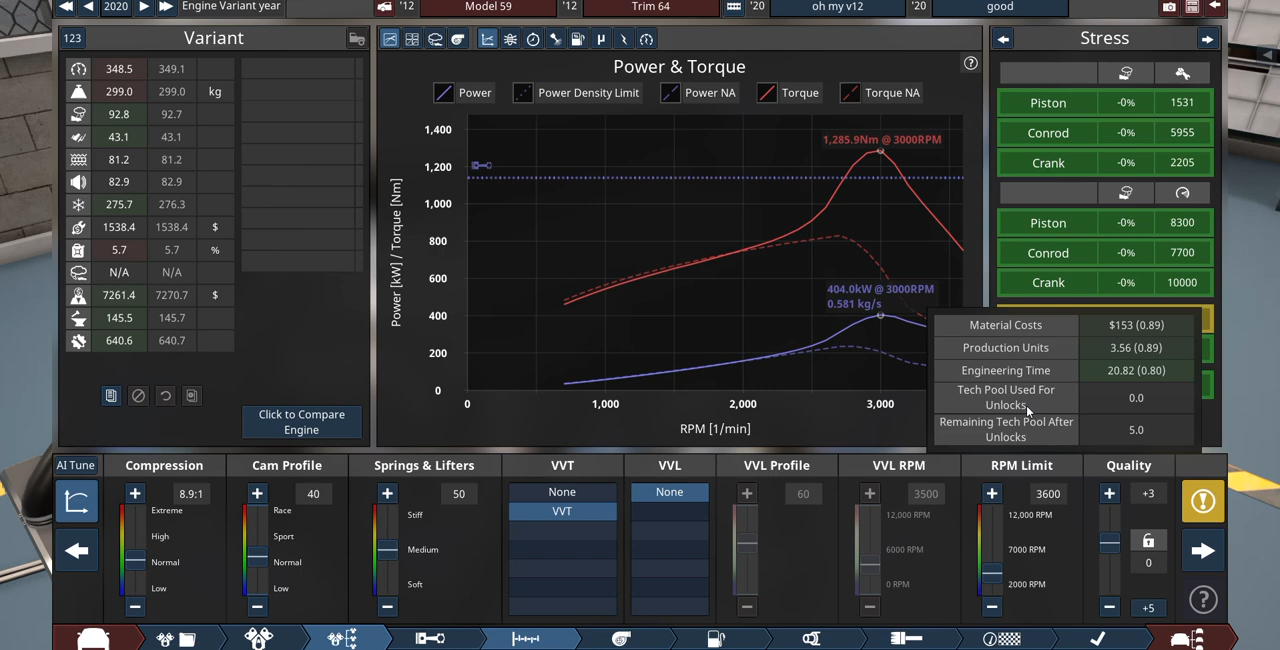 2020
Engine Variant year
'12
Model 59
'12
Trim 64
'20
oh my v12
'20
good
123
Variant
348.5 349.1
299.0 299.0 kg
92.8 92.7
43.1 43.1
81.2 81.2
82.9 82.9
275.7 276.3
1538.4 1538.4 $
5.7 5.7 %
N/A N/A
7261.4 7270.7 $
145.5 145.7
640.6 640.7
Click to Compare
Engine
Power & Torque
?
Power
Power Density Limit
Power NA
Torque
Torque NA
1,400
1,200
1,000
800
600
400
200
0
Power [kW] / Torque [Nm]
1,285.9Nm @ 3000RPM
404.0kW @ 3000RPM
0.581 kg/s
0 1,000 2,000 3,000
RPM [1/min]
Stress
Piston -0% 1531
Conrod -0% 5955
Crank -0% 2205
Piston -0% 8300
Conrod -0% 7700
Crank -0% 10000
Material Costs $153 (0.89)
Production Units 3.56 (0.89)
Engineering Time 20.82 (0.80)
Tech Pool Used For
Unlocks 0.0
Remaining Tech Pool After
Unlocks 5.0
AI Tune
Compression
+ 8.9:1
Extreme
High
Normal
Low
−
Cam Profile
+ 40
Race
Sport
Normal
Low
−
Springs & Lifters
+ 50
Stiff
Medium
Soft
−
VVT
None
VVT
VVL
None
VVL Profile
+ 60
−
VVL RPM
+ 3500
12,000 RPM
6000 RPM
0 RPM
−
RPM Limit
+ 3600
12,000 RPM
7000 RPM
2000 RPM
−
Quality
+ +3
0
− +5
!
?